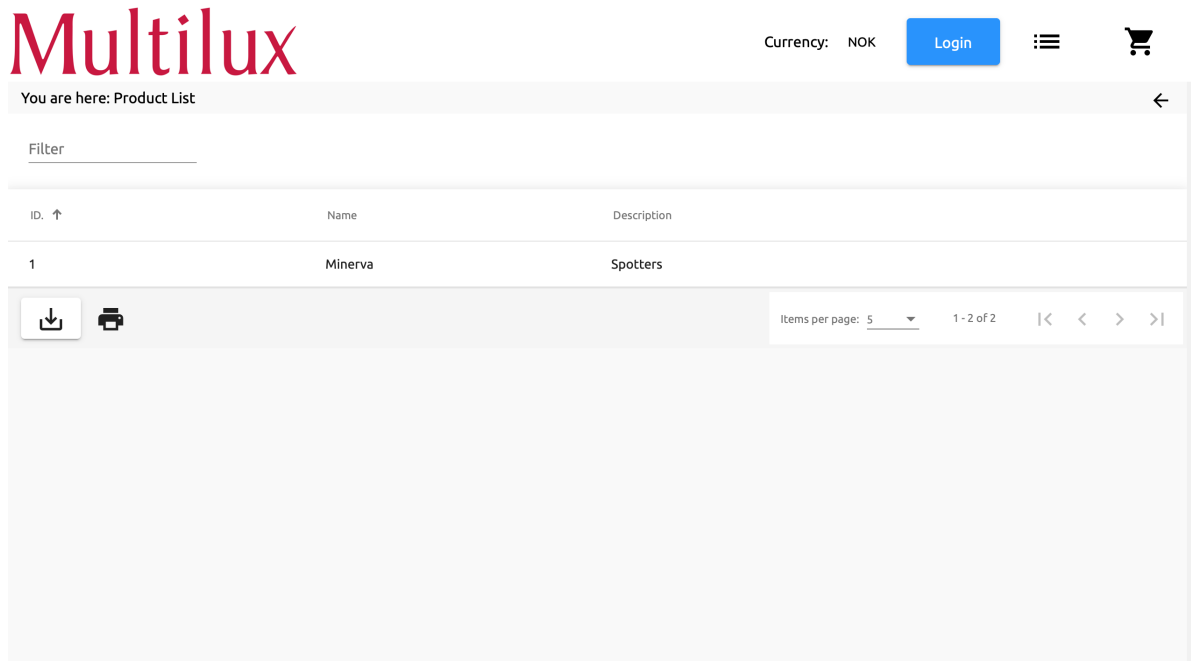 Multilux
Currency: NOK Login
You are here: Product List
Filter
ID. Name Description
1 Minerva Spotters
Items per page: 5 1 - 2 of 2